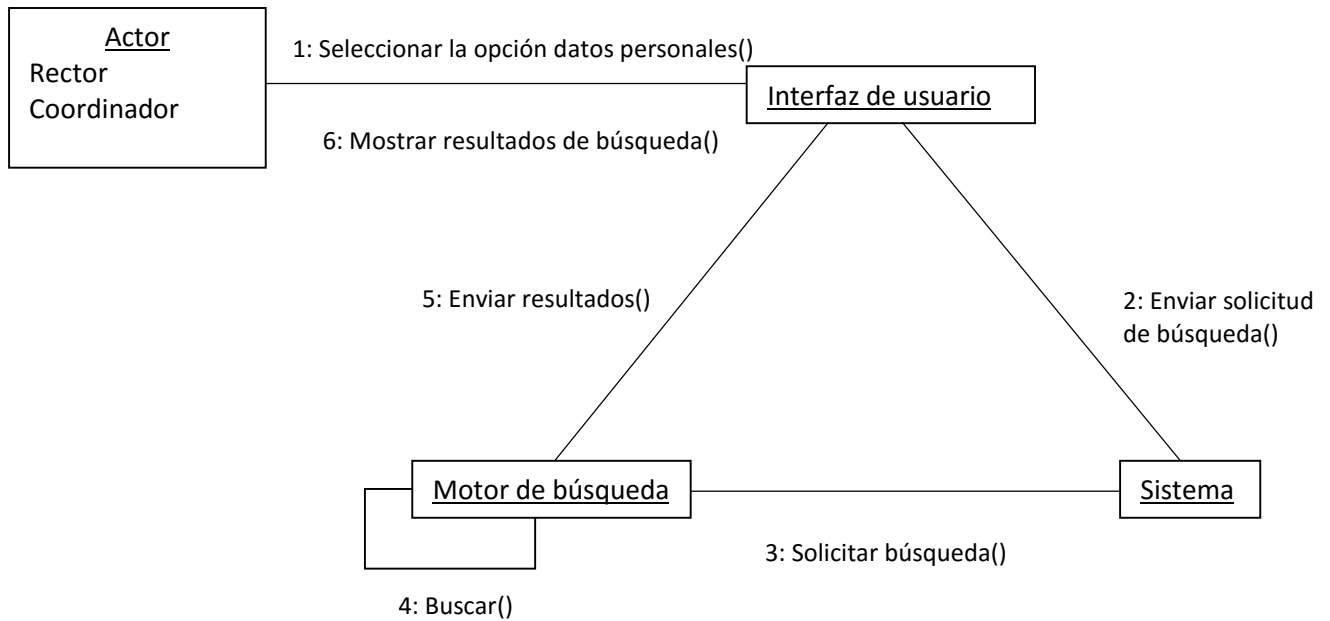 Actor
Rector
Coordinador
1: Seleccionar la opción datos personales()
Interfaz de usuario
6: Mostrar resultados de búsqueda()
5: Enviar resultados()
2: Enviar solicitud
de búsqueda()
Motor de búsqueda
Sistema
3: Solicitar búsqueda()
4: Buscar()